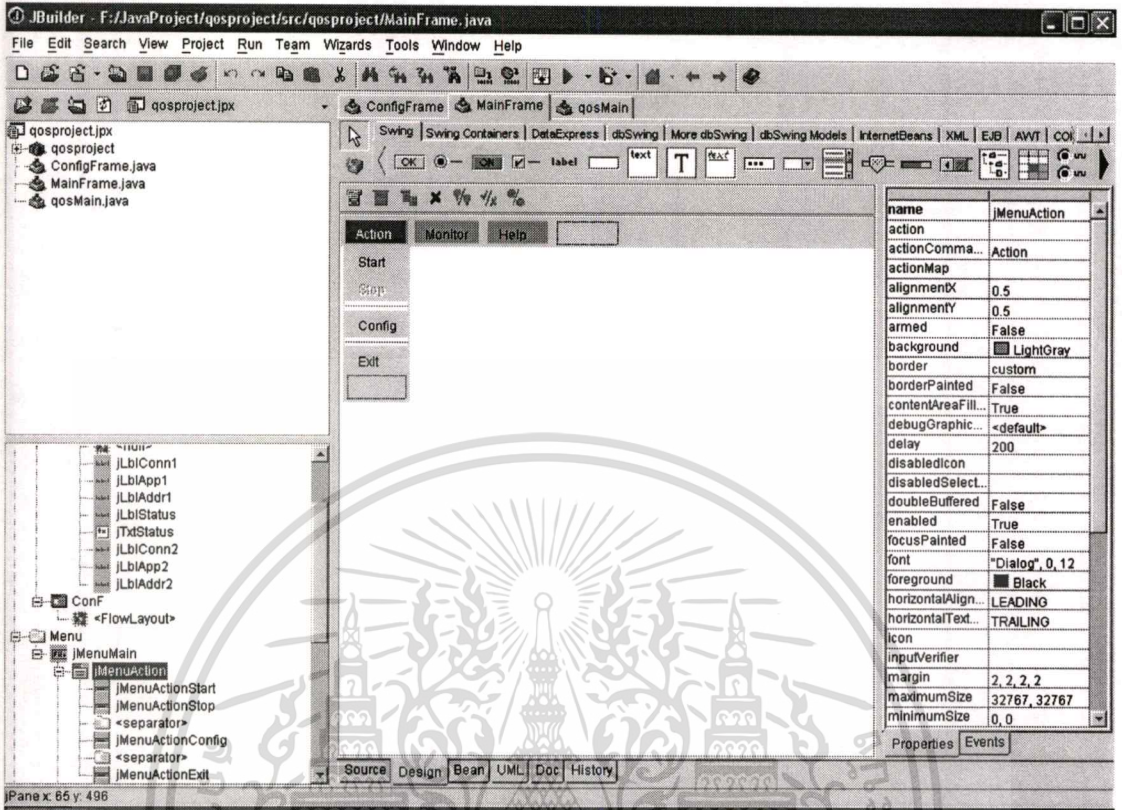 JBuilder - F:/JavaProject/qosproject/src/qosproject/MainFrame.java
File Edit Search View Project Run Team Wizards Tools Window Help
qosproject.jpx
ConfigFrame MainFrame qosMain
qosproject.jpx
qosproject
ConfigFrame.java
MainFrame.java
qosMain.java
Swing Swing Containers DataExpress dbSwing More dbSwing dbSwing Models InternetBeans XML EJB AWT
OK ON label text T
Action Monitor Help
Start
Stop
Config
Exit
name jMenuAction
action
actionComma... Action
actionMap
alignmentX 0.5
alignmentY 0.5
armed False
background LightGray
border custom
borderPainted False
contentAreaFill... True
debugGraphic... <default>
delay 200
disabledIcon
disabledSelect...
doubleBuffered False
enabled True
focusPainted False
font "Dialog", 0, 12
foreground Black
horizontalAlign... LEADING
horizontalText... TRAILING
icon
inputVerifier
margin 2, 2, 2, 2
maximumSize 32767, 32767
minimumSize 0, 0
Properties Events
<null>
jLblConn1
jLblApp1
jLblAddr1
jLblStatus
jTxtStatus
jLblConn2
jLblApp2
jLblAddr2
ConF
<FlowLayout>
Menu
jMenuMain
jMenuAction
jMenuActionStart
jMenuActionStop
<separator>
jMenuActionConfig
<separator>
jMenuActionExit
Source Design Bean UML Doc History
jPane x: 65 y: 496